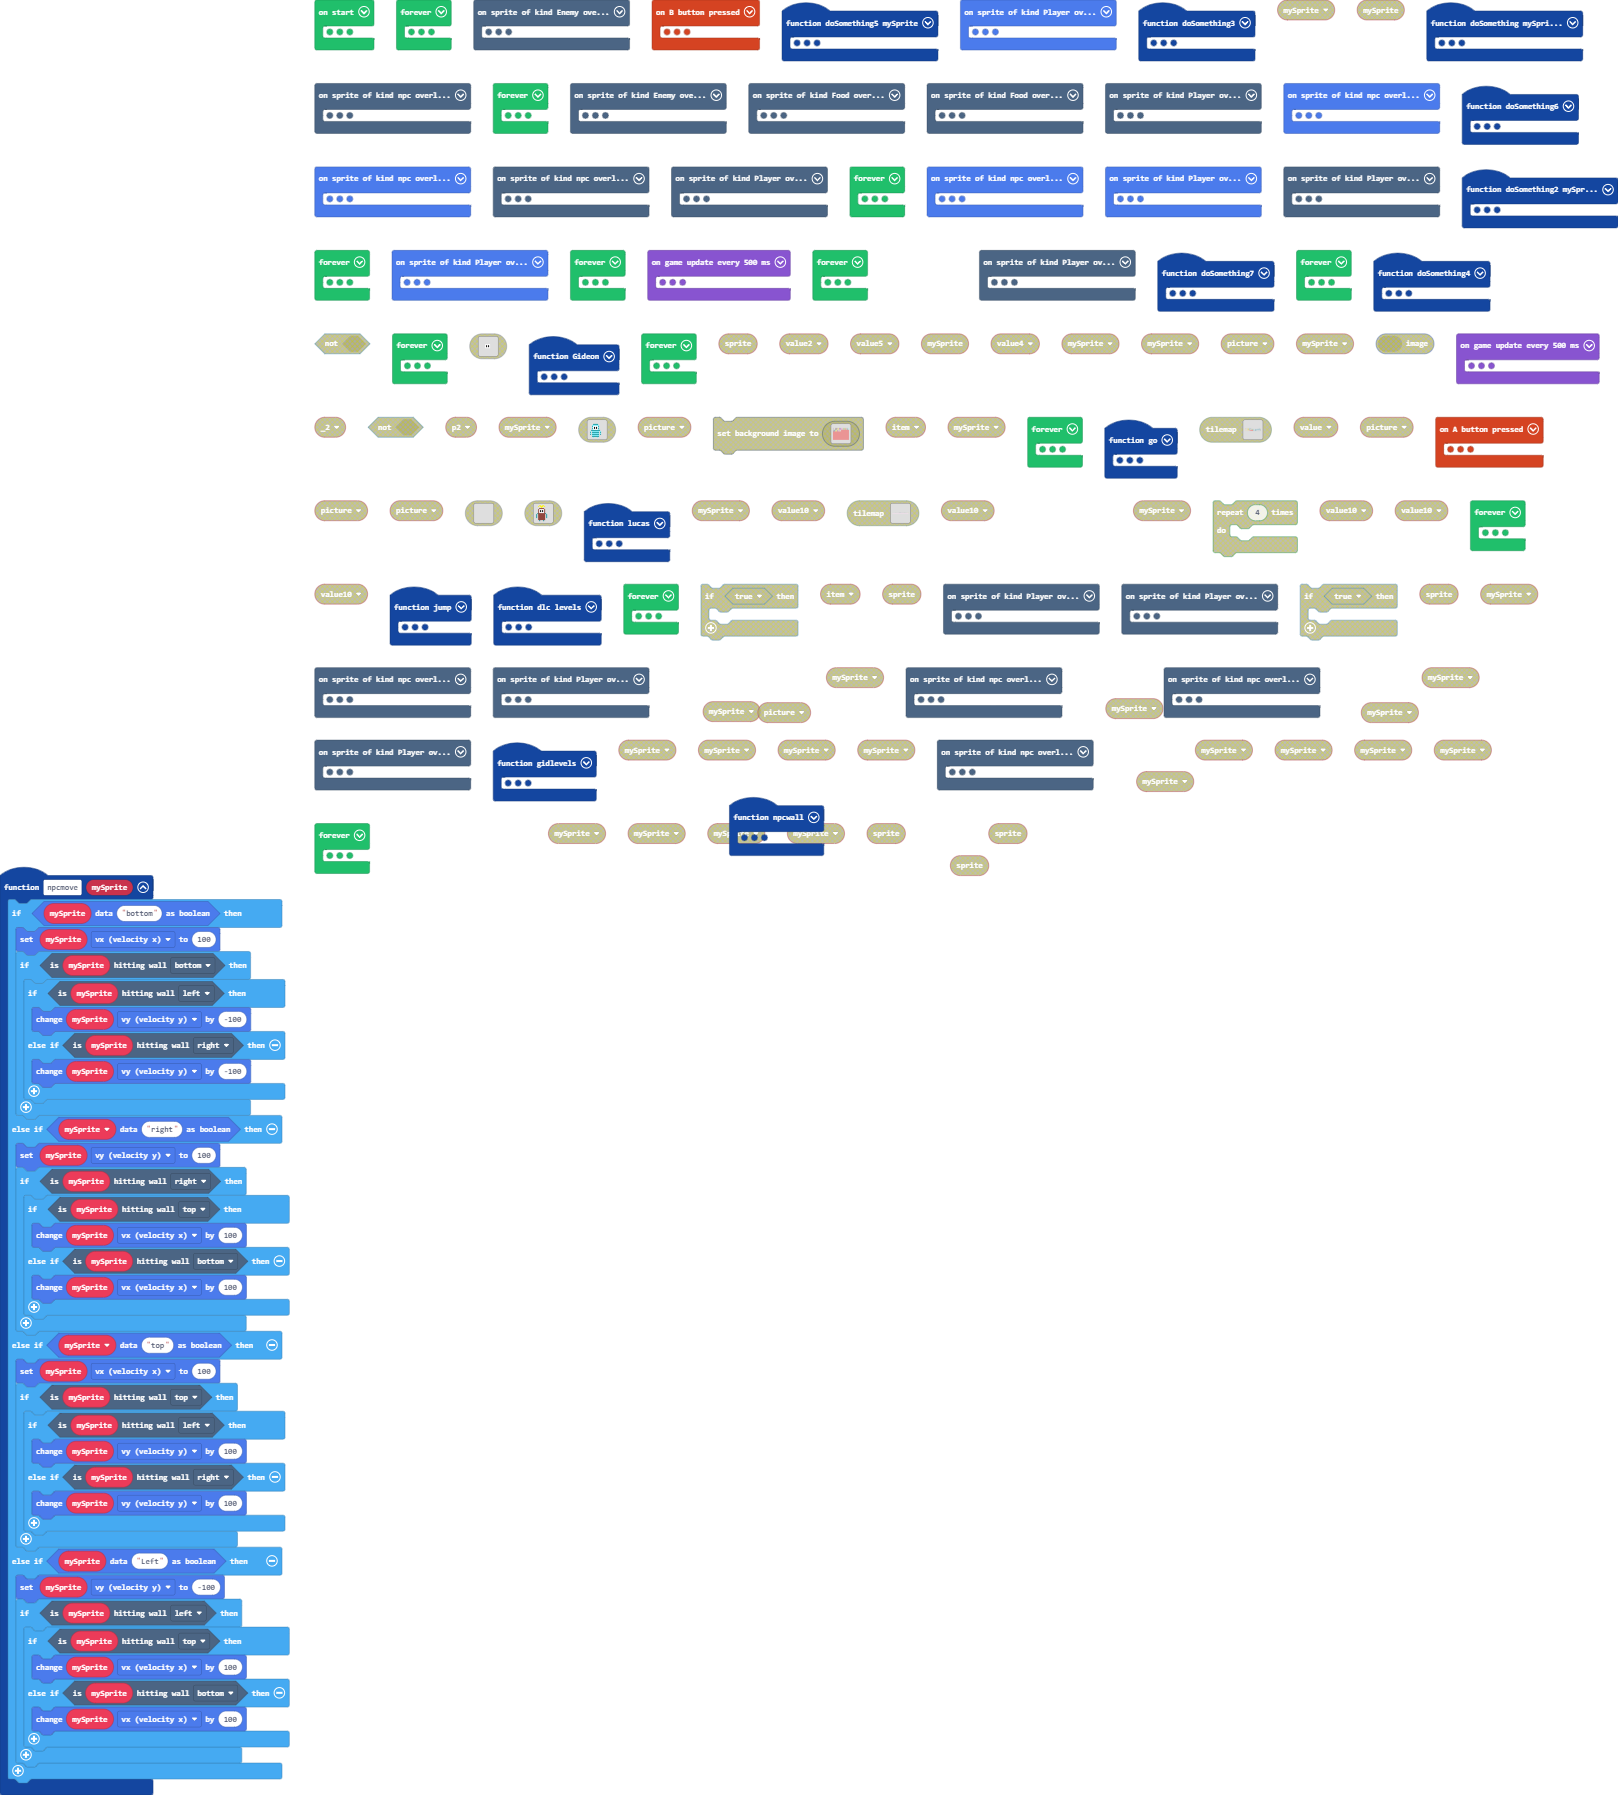 on start forever on sprite of kind Enemy ove... on B button pressed function doSomething5 mySprite on sprite of kind Player ov... function doSomething3 mySprite mySprite function doSomething mySpri...
on sprite of kind npc overl... forever on sprite of kind Enemy ove... on sprite of kind Food over... on sprite of kind Food over... on sprite of kind Player ov... on sprite of kind npc overl... function doSomething6
on sprite of kind npc overl... on sprite of kind npc overl... on sprite of kind Player ov... forever on sprite of kind npc overl... on sprite of kind Player ov... on sprite of kind Player ov... function doSomething2 mySpr...
forever on sprite of kind Player ov... forever on game update every 500 ms forever on sprite of kind Player ov... function doSomething7 forever function doSomething4
not forever function Gideon forever sprite value2 value5 mySprite value4 mySprite mySprite picture mySprite image on game update every 500 ms
_2 not p2 mySprite picture set background image to item mySprite forever function go tilemap value picture on A button pressed
picture picture function lucas mySprite value10 tilemap value10 mySprite repeat 4 times value10 value10 forever
do
value10 function jump function dlc levels forever if true then item sprite on sprite of kind Player ov... on sprite of kind Player ov... if true then sprite mySprite
on sprite of kind npc overl... on sprite of kind Player ov... mySprite on sprite of kind npc overl... on sprite of kind npc overl... mySprite
mySprite picture mySprite mySprite
on sprite of kind Player ov... function gidlevels mySprite mySprite mySprite mySprite on sprite of kind npc overl... mySprite mySprite mySprite mySprite
mySprite
function npcwall
forever mySprite mySprite mySprite sprite sprite
sprite
function npcmove mySprite
if mySprite data "bottom" as boolean then
set mySprite vx (velocity x) to 100
if is mySprite hitting wall bottom then
if is mySprite hitting wall left then
change mySprite vy (velocity y) by -100
else if is mySprite hitting wall right then
change mySprite vy (velocity y) by -100
else if mySprite data "right" as boolean then
set mySprite vy (velocity y) to 100
if is mySprite hitting wall right then
if is mySprite hitting wall top then
change mySprite vx (velocity x) by 100
else if is mySprite hitting wall bottom then
change mySprite vx (velocity x) by 100
else if mySprite data "top" as boolean then
set mySprite vx (velocity x) to 100
if is mySprite hitting wall top then
if is mySprite hitting wall left then
change mySprite vy (velocity y) by 100
else if is mySprite hitting wall right then
change mySprite vy (velocity y) by 100
else if mySprite data "Left" as boolean then
set mySprite vy (velocity y) to -100
if is mySprite hitting wall left then
if is mySprite hitting wall top then
change mySprite vx (velocity x) by 100
else if is mySprite hitting wall bottom then
change mySprite vx (velocity x) by 100